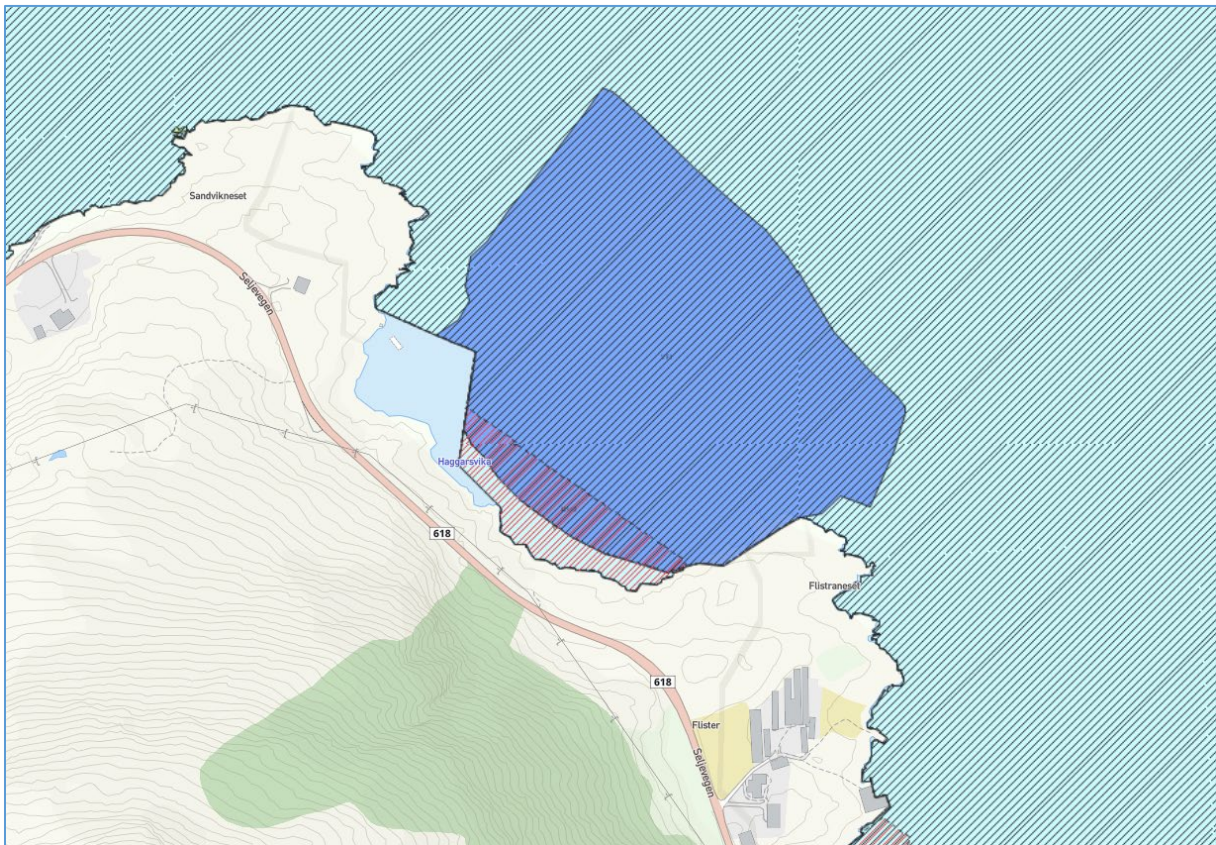 Sandvikneset
Seljevegen
Haggarsvika
618
Flistraneset
618
Flister
Seljevegen